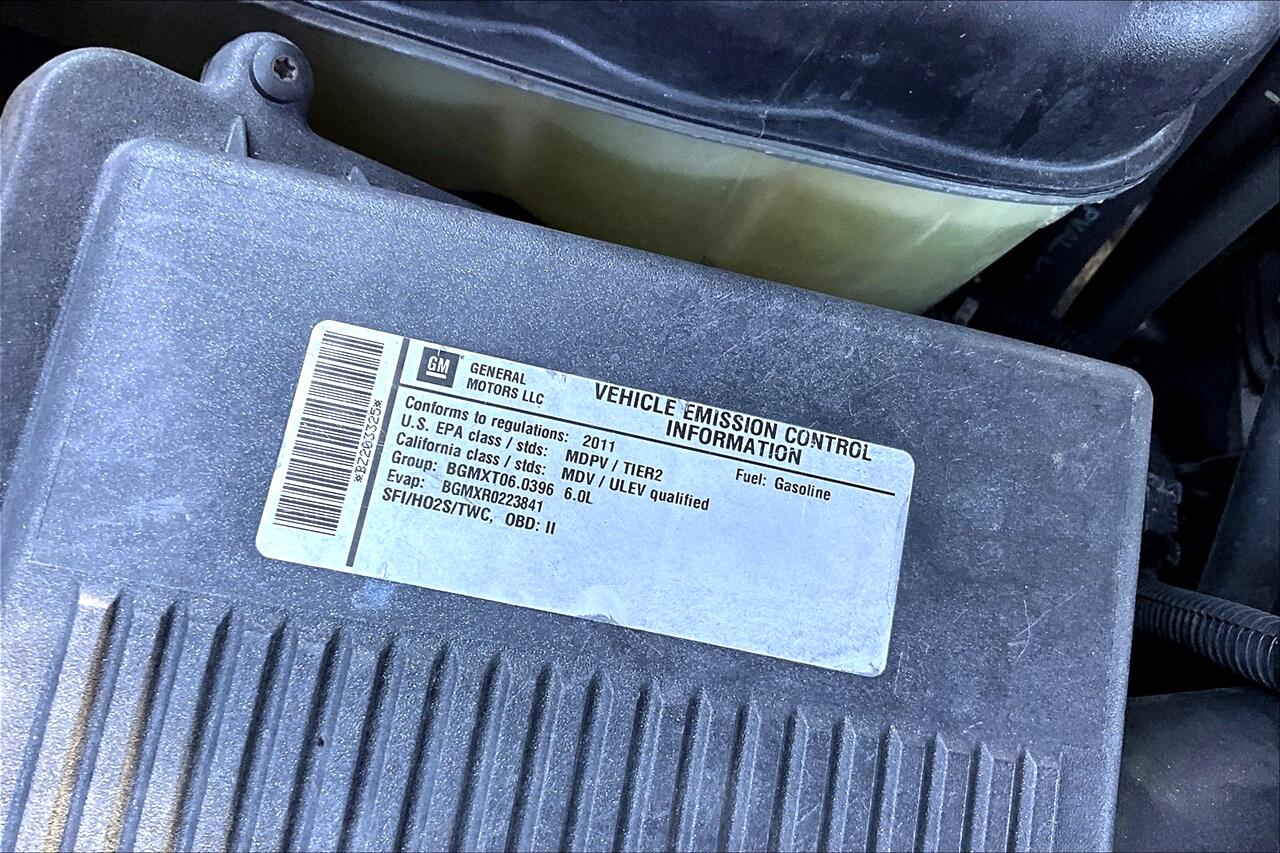 *BZ203325*
GM
GENERAL
MOTORS LLC
VEHICLE EMISSION CONTROL
INFORMATION
Conforms to regulations: 2011
Fuel: Gasoline
U.S. EPA class / stds: MDPV / TIER2
California class / stds: MDV / ULEV qualified
Group: BGMXT06.0396 6.0L
Evap: BGMXR0223841
SFI/HO2S/TWC, OBD: II